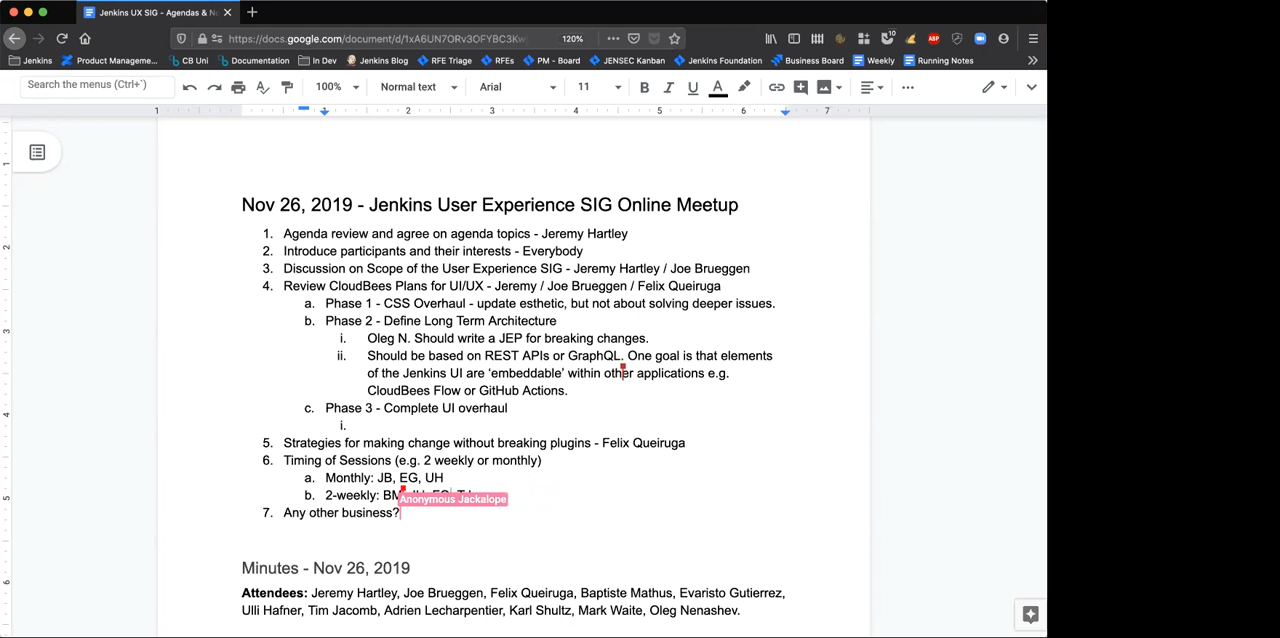 Jenkins UX SIG - Agendas & N
https://docs.google.com/document/d/1xA6UN7ORv3OFYBC3Kw
120%
Jenkins
Product Manageme...
CB Uni
Documentation
In Dev
Jenkins Blog
RFE Triage
RFEs
PM - Board
JENSEC Kanban
Jenkins Foundation
Business Board
Weekly
Running Notes
Search the menus (Ctrl+`)
100%
Normal text
Arial
11
B I U A
1 1 2 3 4 5 6 7
Nov 26, 2019 - Jenkins User Experience SIG Online Meetup
1. Agenda review and agree on agenda topics - Jeremy Hartley
2. Introduce participants and their interests - Everybody
3. Discussion on Scope of the User Experience SIG - Jeremy Hartley / Joe Brueggen
4. Review CloudBees Plans for UI/UX - Jeremy / Joe Brueggen / Felix Queiruga
a. Phase 1 - CSS Overhaul - update esthetic, but not about solving deeper issues.
b. Phase 2 - Define Long Term Architecture
i. Oleg N. Should write a JEP for breaking changes.
ii. Should be based on REST APIs or GraphQL. One goal is that elements
of the Jenkins UI are ‘embeddable’ within other applications e.g.
CloudBees Flow or GitHub Actions.
c. Phase 3 - Complete UI overhaul
i.
5. Strategies for making change without breaking plugins - Felix Queiruga
6. Timing of Sessions (e.g. 2 weekly or monthly)
a. Monthly: JB, EG, UH
b. 2-weekly: BM
Anonymous Jackalope
7. Any other business?
Minutes - Nov 26, 2019
Attendees: Jeremy Hartley, Joe Brueggen, Felix Queiruga, Baptiste Mathus, Evaristo Gutierrez,
Ulli Hafner, Tim Jacomb, Adrien Lecharpentier, Karl Shultz, Mark Waite, Oleg Nenashev.